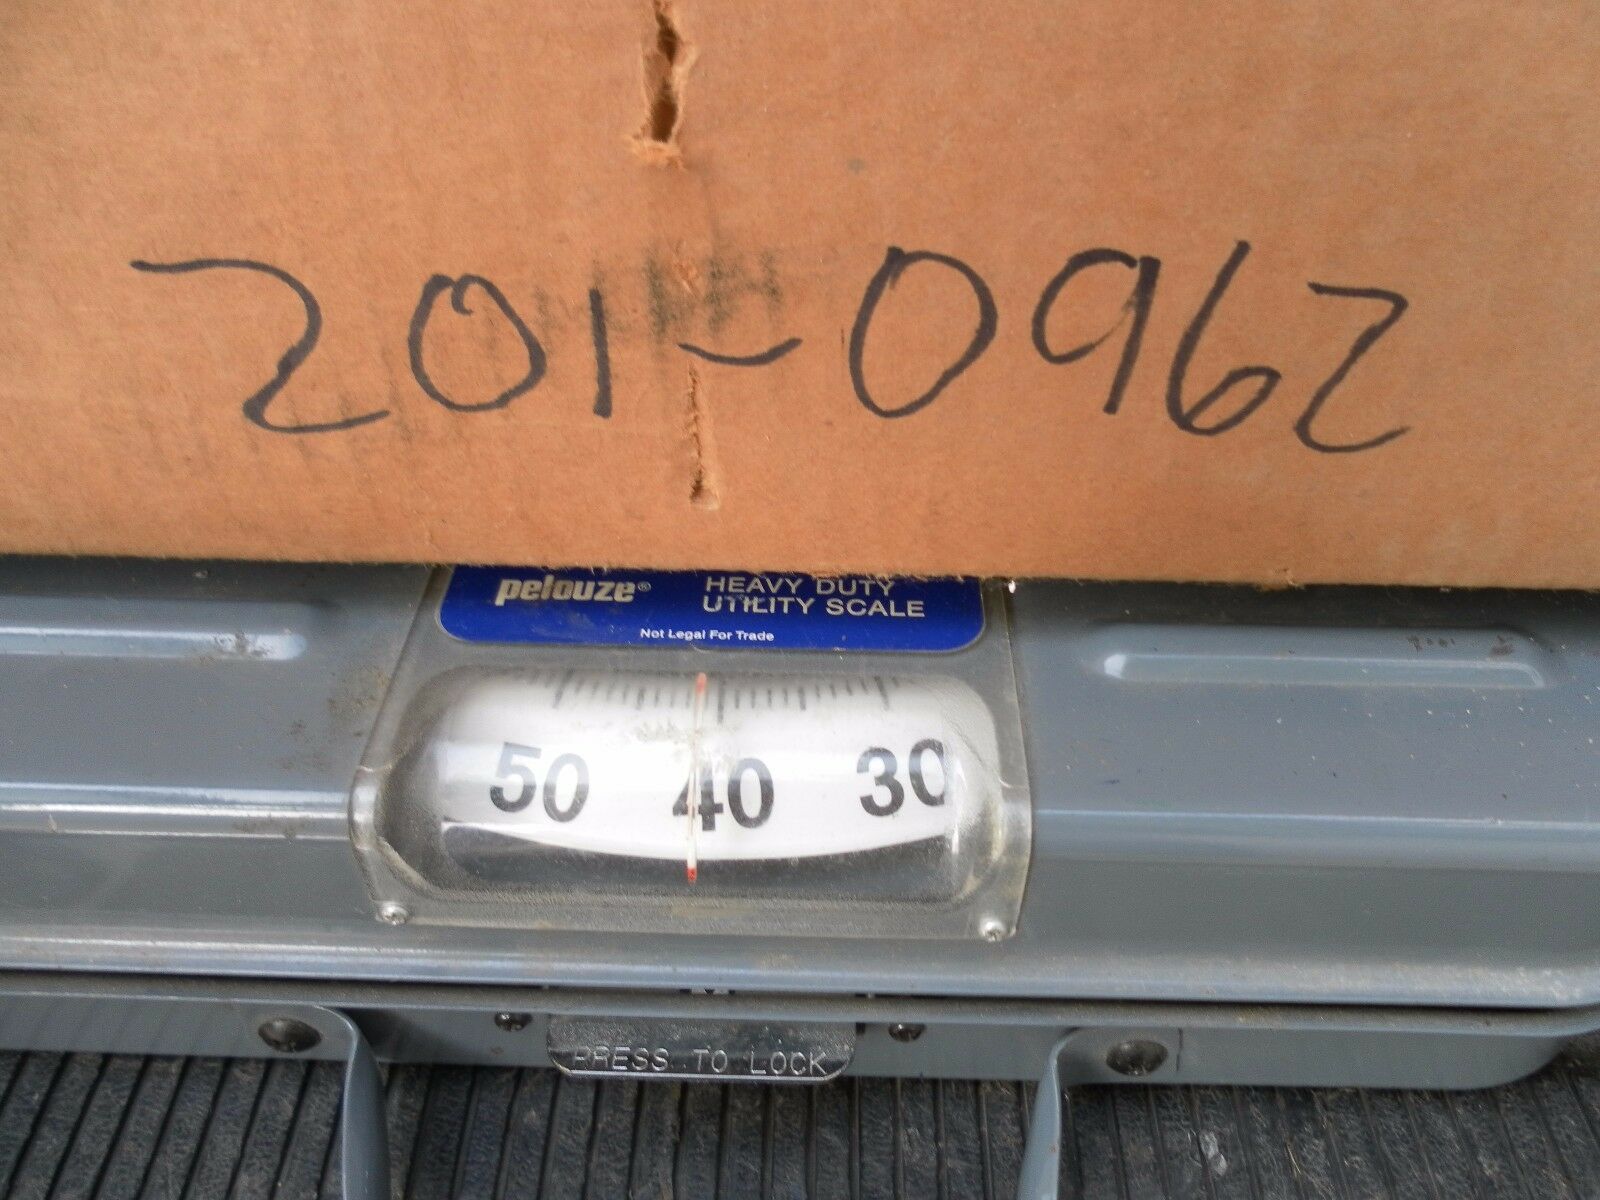 201-0962
pelouze®
HEAVY DUTY
UTILITY SCALE
Not Legal For Trade
50 40 30
PRESS TO LOCK